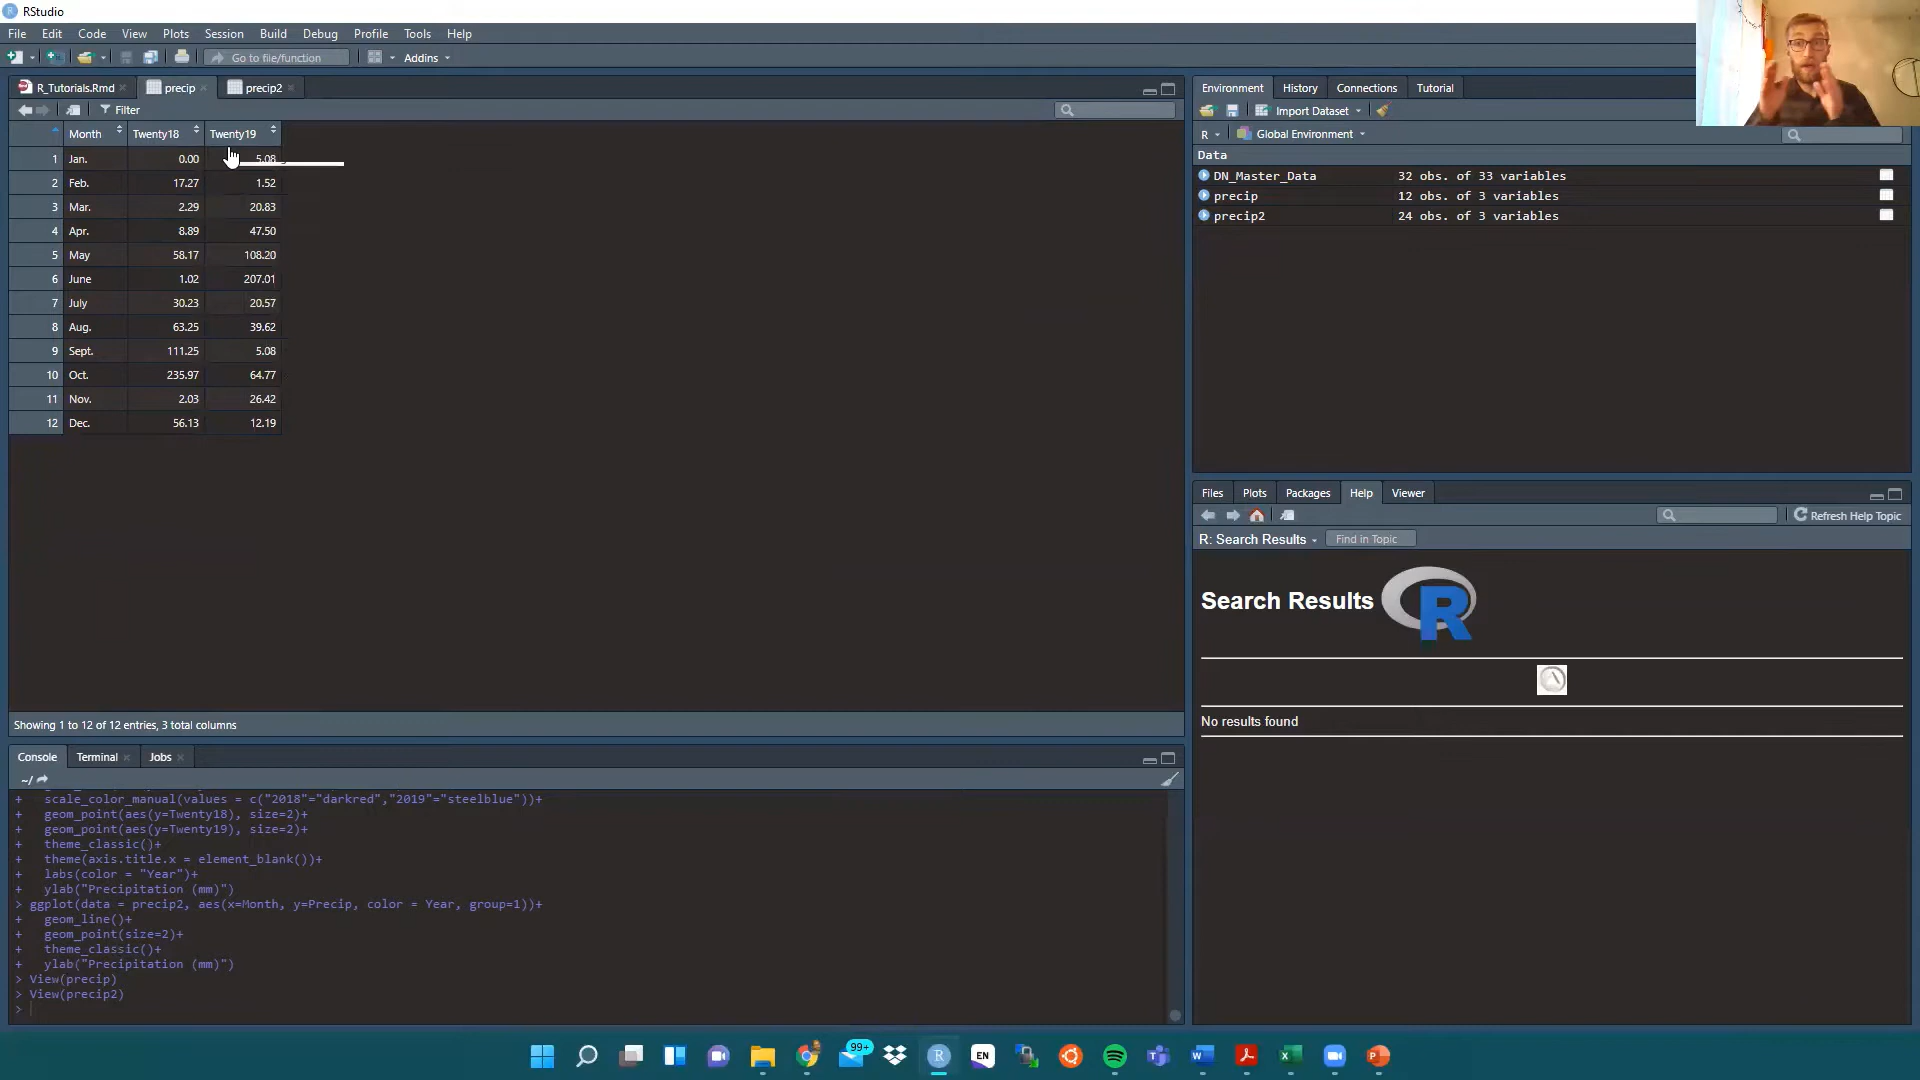 RStudio
File Edit Code View Plots Session Build Debug Profile Tools Help
Go to file/function Addins
R_Tutorials.Rmd precip precip2
Filter
Month Twenty18 Twenty19
1 Jan. 0.00 5.08
2 Feb. 17.27 1.52
3 Mar. 2.29 20.83
4 Apr. 8.89 47.50
5 May 58.17 108.20
6 June 1.02 207.01
7 July 30.23 20.57
8 Aug. 63.25 39.62
9 Sept. 111.25 5.08
10 Oct. 235.97 64.77
11 Nov. 2.03 26.42
12 Dec. 56.13 12.19
Showing 1 to 12 of 12 entries, 3 total columns
Console Terminal Jobs
~/
+ scale_color_manual(values = c("2018"="darkred","2019"="steelblue"))+
+ geom_point(aes(y=Twenty18), size=2)+
+ geom_point(aes(y=Twenty19), size=2)+
+ theme_classic()+
+ theme(axis.title.x = element_blank())+
+ labs(color = "Year")+
+ ylab("Precipitation (mm)")
> ggplot(data = precip2, aes(x=Month, y=Precip, color = Year, group=1))+
+ geom_line()+
+ geom_point(size=2)+
+ theme_classic()+
+ ylab("Precipitation (mm)")
> View(precip)
> View(precip2)
>
Environment History Connections Tutorial
Import Dataset
R Global Environment
Data
DN_Master_Data 32 obs. of 33 variables
precip 12 obs. of 3 variables
precip2 24 obs. of 3 variables
Files Plots Packages Help Viewer
Refresh Help Topic
R: Search Results Find in Topic
Search Results R
No results found
99+
R EN W X P